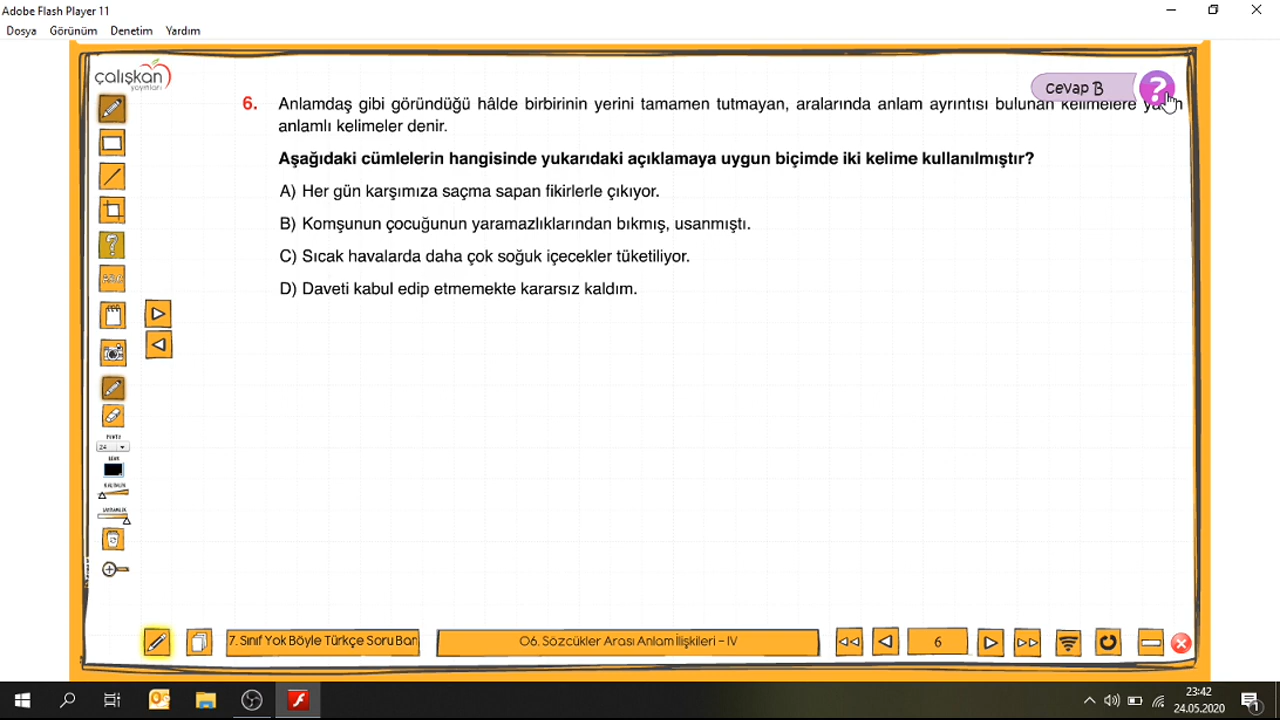 Adobe Flash Player 11
Dosya Görünüm Denetim Yardım
çalışkan
yayınları
Cevap B
?
6. Anlamdaş gibi göründüğü hâlde birbirinin yerini tamamen tutmayan, aralarında anlam ayrıntısı bulunan kelimelere
anlamlı kelimeler denir.
Aşağıdaki cümlelerin hangisinde yukarıdaki açıklamaya uygun biçimde iki kelime kullanılmıştır?
A) Her gün karşımıza saçma sapan fikirlerle çıkıyor.
B) Komşunun çocuğunun yaramazlıklarından bıkmış, usanmıştı.
C) Sıcak havalarda daha çok soğuk içecekler tüketiliyor.
D) Daveti kabul edip etmemekte kararsız kaldım.
24
7. Sınıf Yok Böyle Türkçe Soru Ban
06. Sözcükler Arası Anlam İlişkileri – IV
6
23:42
24.05.2020
1